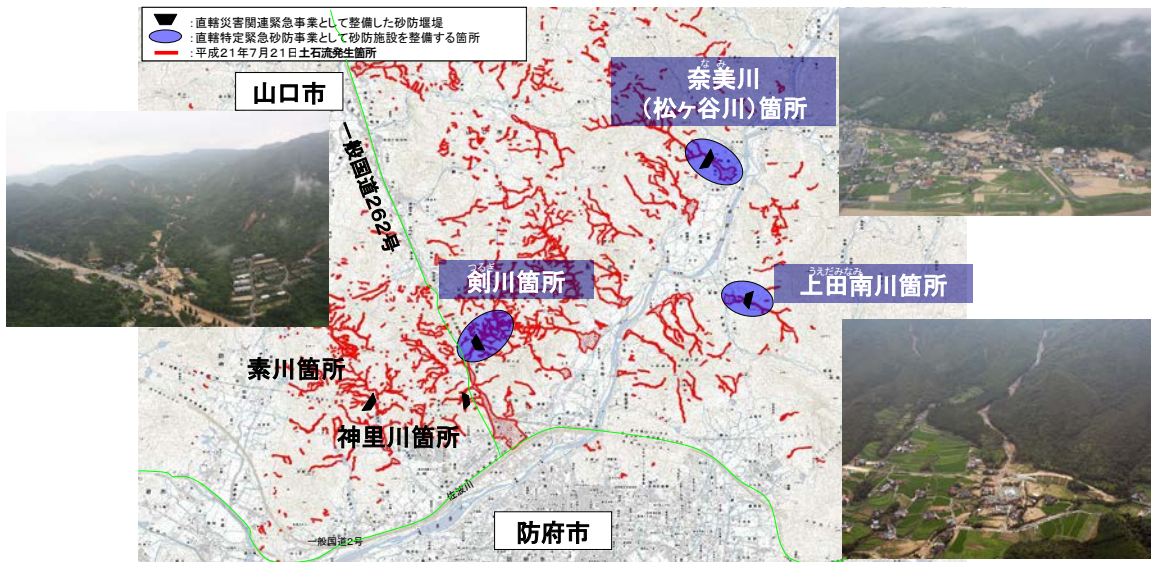 ：直轄災害関連緊急事業として整備した砂防堰堤
：直轄特定緊急砂防事業として砂防施設を整備する箇所
：平成21年7月21日土石流発生箇所
山口市
なみ
奈美川
（松ヶ谷川）箇所
一般国道262号
つるぎ
剣川箇所
うえだみなみ
上田南川箇所
素川箇所
神里川箇所
佐波川
防府市
一般国道2号